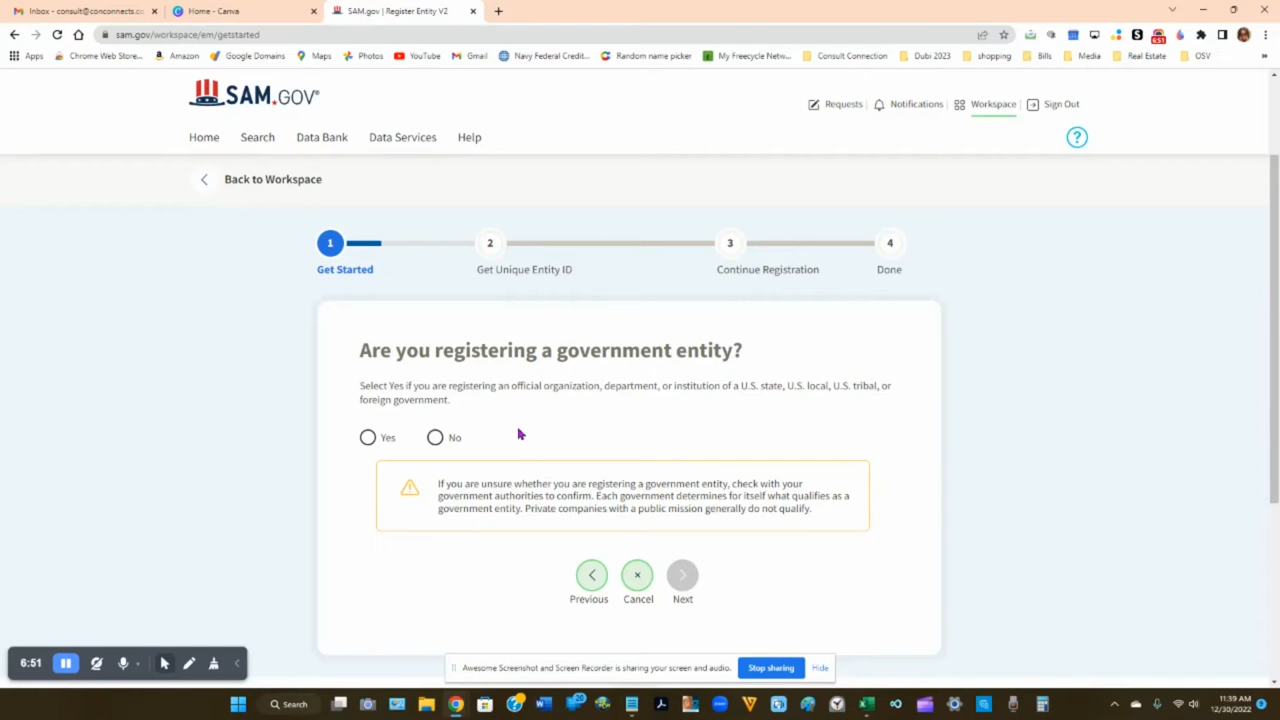 Inbox - consult@conconnects.cc
Home - Canva
SAM.gov | Register Entity V2
sam.gov/workspace/em/getstarted
Apps
Chrome Web Store...
Amazon
Google Domains
Maps
Photos
YouTube
Gmail
Navy Federal Credit...
Random name picker
My Freecycle Netw...
Consult Connection
Dubi 2023
shopping
Bills
Media
Real Estate
OSV
SAM.GOV®
Requests
Notifications
Workspace
Sign Out
Home
Search
Data Bank
Data Services
Help
?
Back to Workspace
1
2
3
4
Get Started
Get Unique Entity ID
Continue Registration
Done
Are you registering a government entity?
Select Yes if you are registering an official organization, department, or institution of a U.S. state, U.S. local, U.S. tribal, or
foreign government.
Yes
No
If you are unsure whether you are registering a government entity, check with your
government authorities to confirm. Each government determines for itself what qualifies as a
government entity. Private companies with a public mission generally do not qualify.
Previous
Cancel
Next
6:51
Awesome Screenshot and Screen Recorder is sharing your screen and audio.
Stop sharing
Hide
Search
20
11:39 AM
12/30/2022